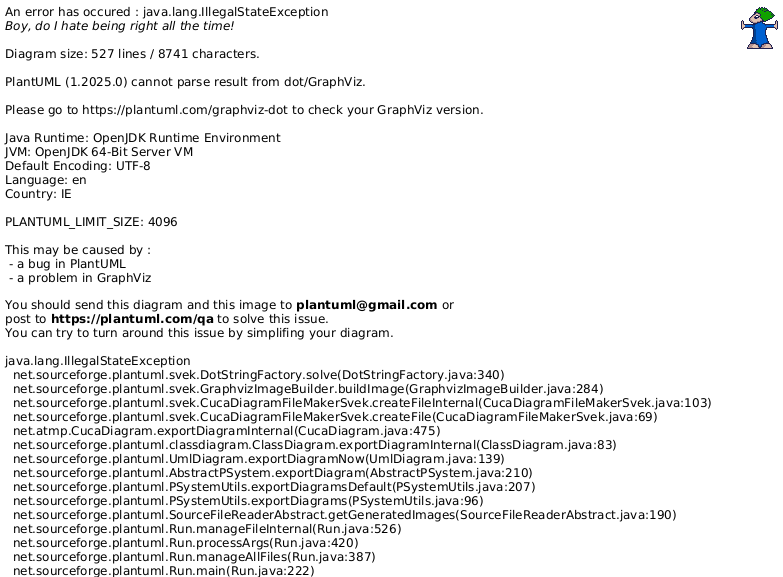 An error has occured : java.lang.IllegalStateException
Boy, do I hate being right all the time!
Diagram size: 527 lines / 8741 characters.
PlantUML (1.2025.0) cannot parse result from dot/GraphViz.
Please go to https://plantuml.com/graphviz-dot to check your GraphViz version.
Java Runtime: OpenJDK Runtime Environment
JVM: OpenJDK 64-Bit Server VM
Default Encoding: UTF-8
Language: en
Country: IE
PLANTUML_LIMIT_SIZE: 4096
This may be caused by :
- a bug in PlantUML
- a problem in GraphViz
You should send this diagram and this image to plantuml@gmail.com or
post to https://plantuml.com/qa to solve this issue.
You can try to turn around this issue by simplifing your diagram.
java.lang.IllegalStateException
net.sourceforge.plantuml.svek.DotStringFactory.solve(DotStringFactory.java:340)
net.sourceforge.plantuml.svek.GraphvizImageBuilder.buildImage(GraphvizImageBuilder.java:284)
net.sourceforge.plantuml.svek.CucaDiagramFileMakerSvek.createFileInternal(CucaDiagramFileMakerSvek.java:103)
net.sourceforge.plantuml.svek.CucaDiagramFileMakerSvek.createFile(CucaDiagramFileMakerSvek.java:69)
net.atmp.CucaDiagram.exportDiagramInternal(CucaDiagram.java:475)
net.sourceforge.plantuml.classdiagram.ClassDiagram.exportDiagramInternal(ClassDiagram.java:83)
net.sourceforge.plantuml.UmlDiagram.exportDiagramNow(UmlDiagram.java:139)
net.sourceforge.plantuml.AbstractPSystem.exportDiagram(AbstractPSystem.java:210)
net.sourceforge.plantuml.PSystemUtils.exportDiagramsDefault(PSystemUtils.java:207)
net.sourceforge.plantuml.PSystemUtils.exportDiagrams(PSystemUtils.java:96)
net.sourceforge.plantuml.SourceFileReaderAbstract.getGeneratedImages(SourceFileReaderAbstract.java:190)
net.sourceforge.plantuml.Run.manageFileInternal(Run.java:526)
net.sourceforge.plantuml.Run.processArgs(Run.java:420)
net.sourceforge.plantuml.Run.manageAllFiles(Run.java:387)
net.sourceforge.plantuml.Run.main(Run.java:222)